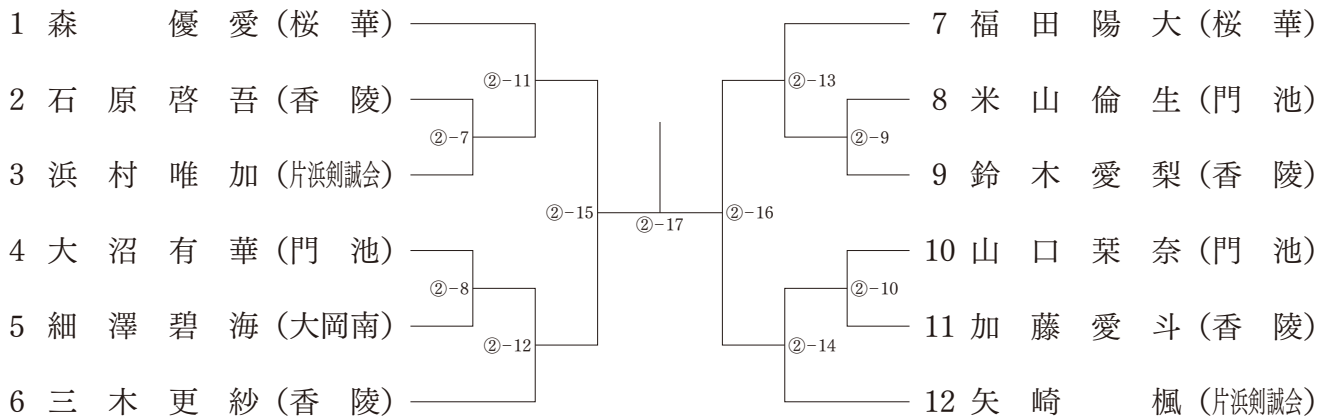 1 森 優 愛 (桜 華)
②-11
2 石 原 啓 吾 (香 陵)
②-7
3 浜 村 唯 加 (片浜剣誠会)
②-15
4 大 沼 有 華 (門 池)
②-8
5 細 澤 碧 海 (大岡南)
②-12
6 三 木 更 紗 (香 陵)
②-17
7 福 田 陽 大 (桜 華)
②-13
8 米 山 倫 生 (門 池)
②-9
9 鈴 木 愛 梨 (香 陵)
②-16
10 山 口 栞 奈 (門 池)
②-10
11 加 藤 愛 斗 (香 陵)
②-14
12 矢 崎 楓 (片浜剣誠会)